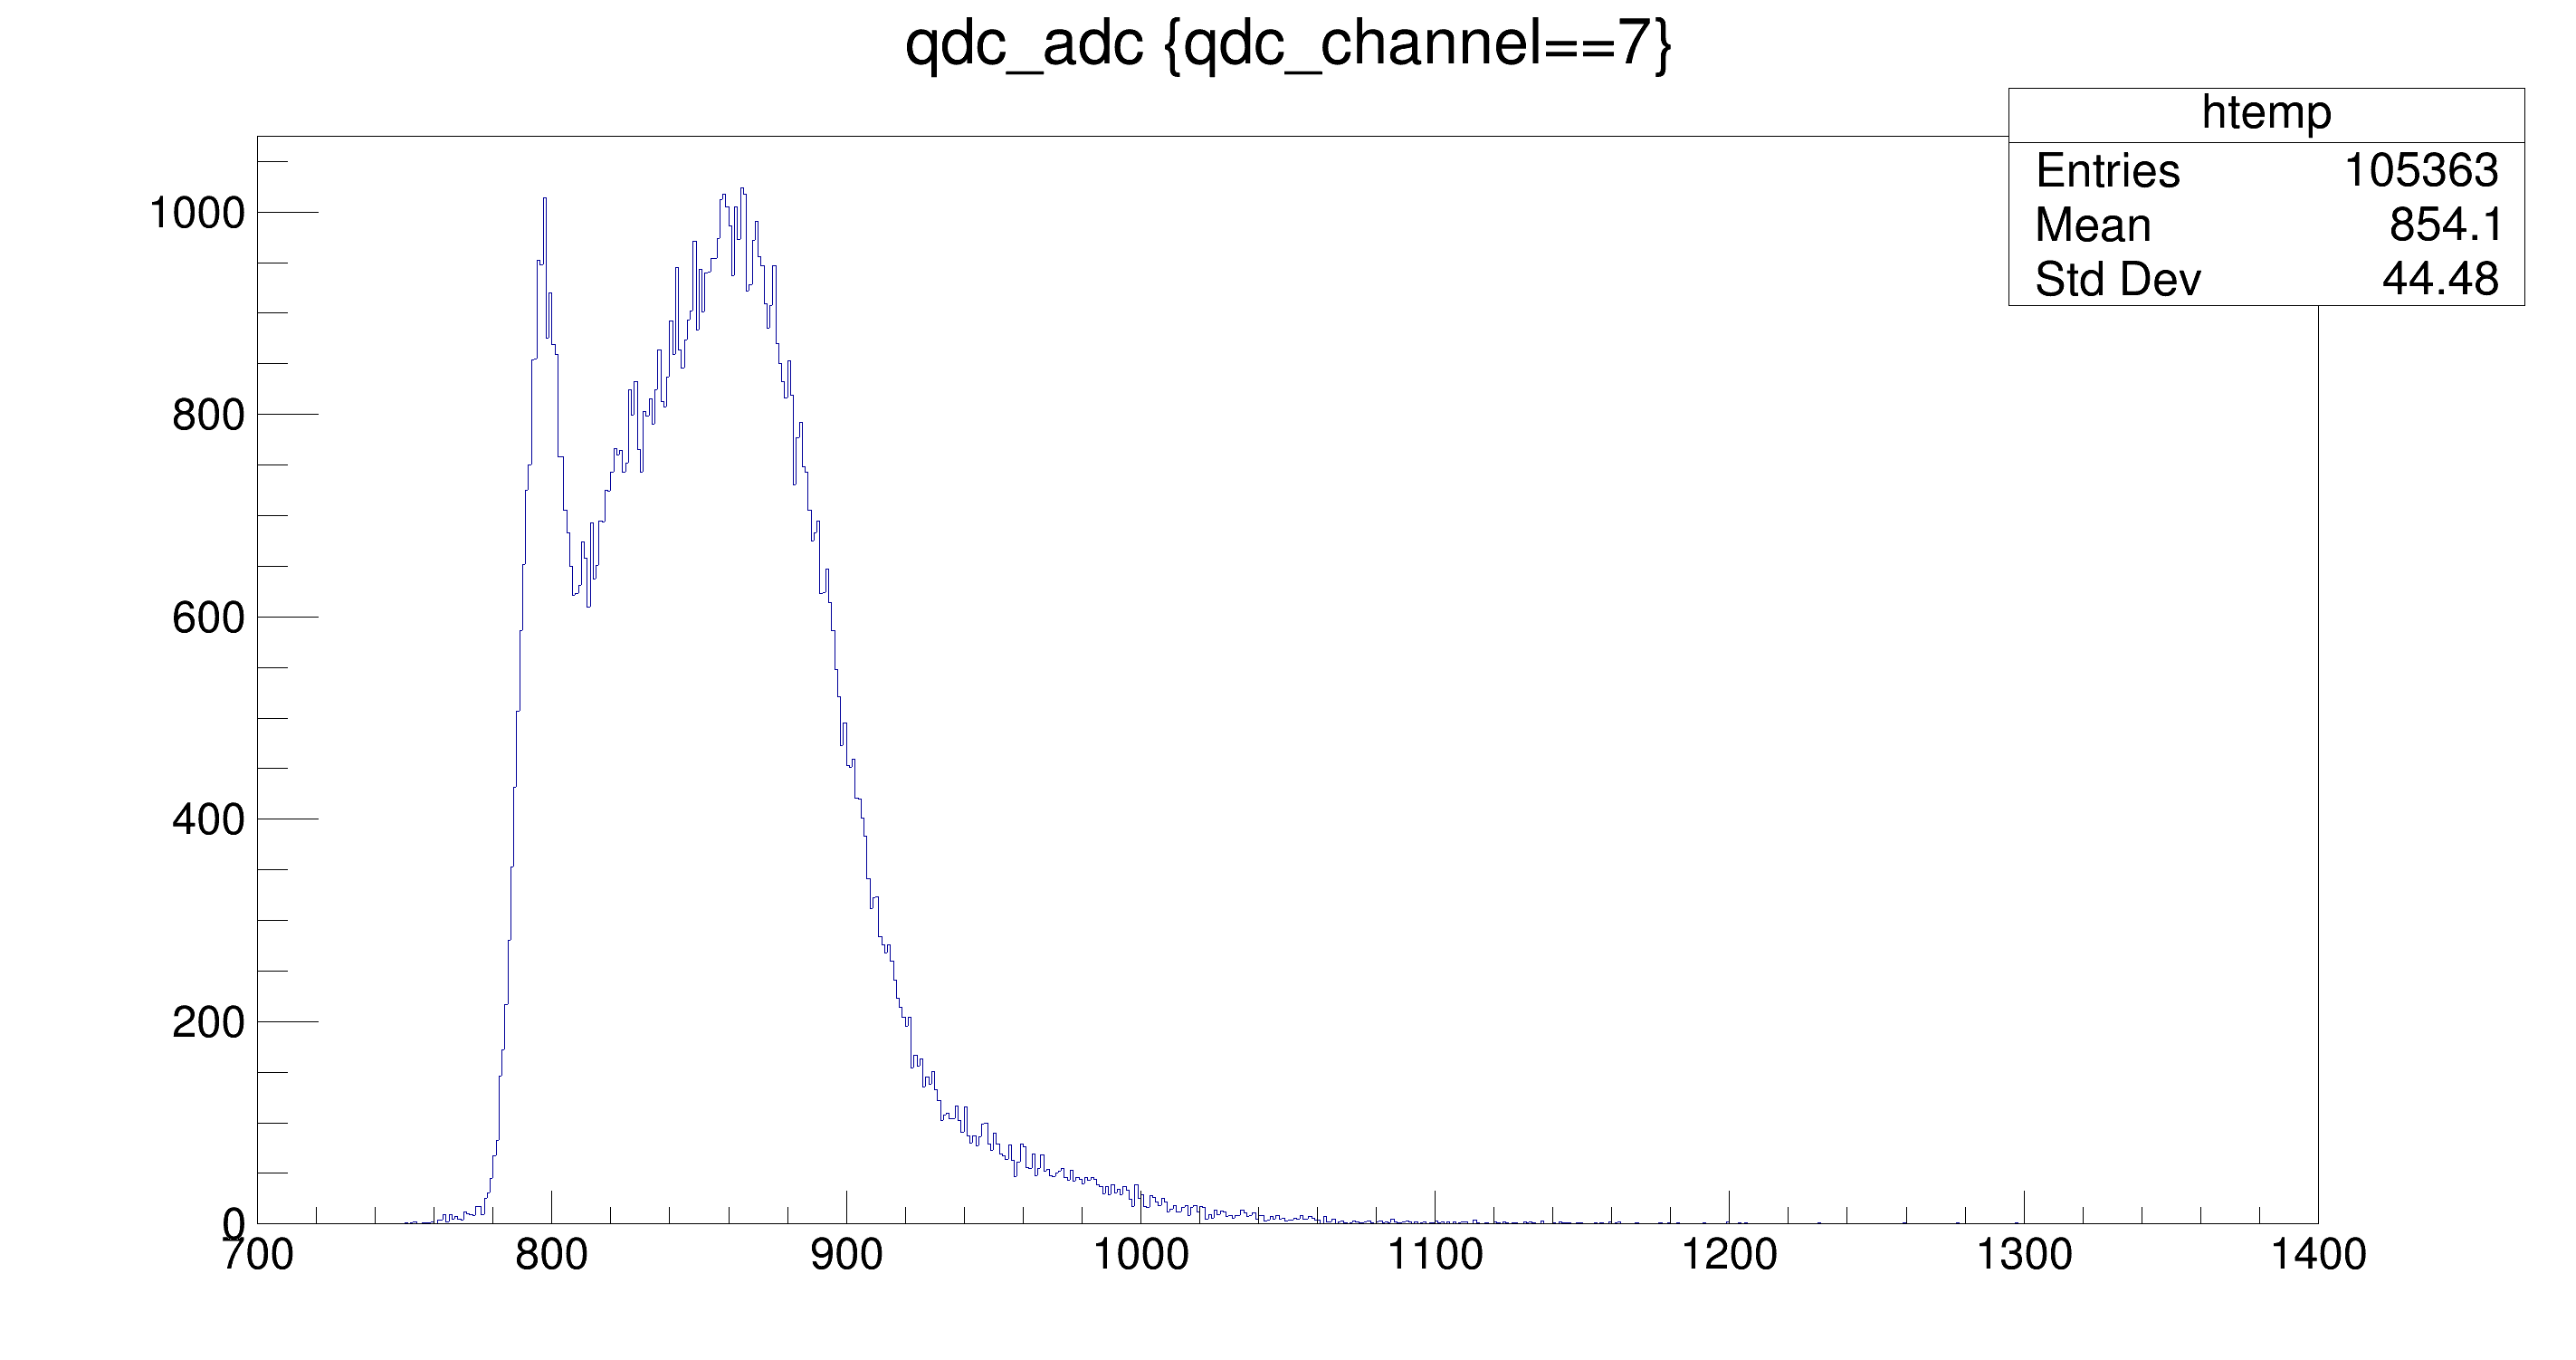 qdc_adc {qdc_channel==7}
htemp
Entries 105363
Mean 854.1
Std Dev 44.48
1000
800
600
400
200
0
700 800 900 1000 1100 1200 1300 1400